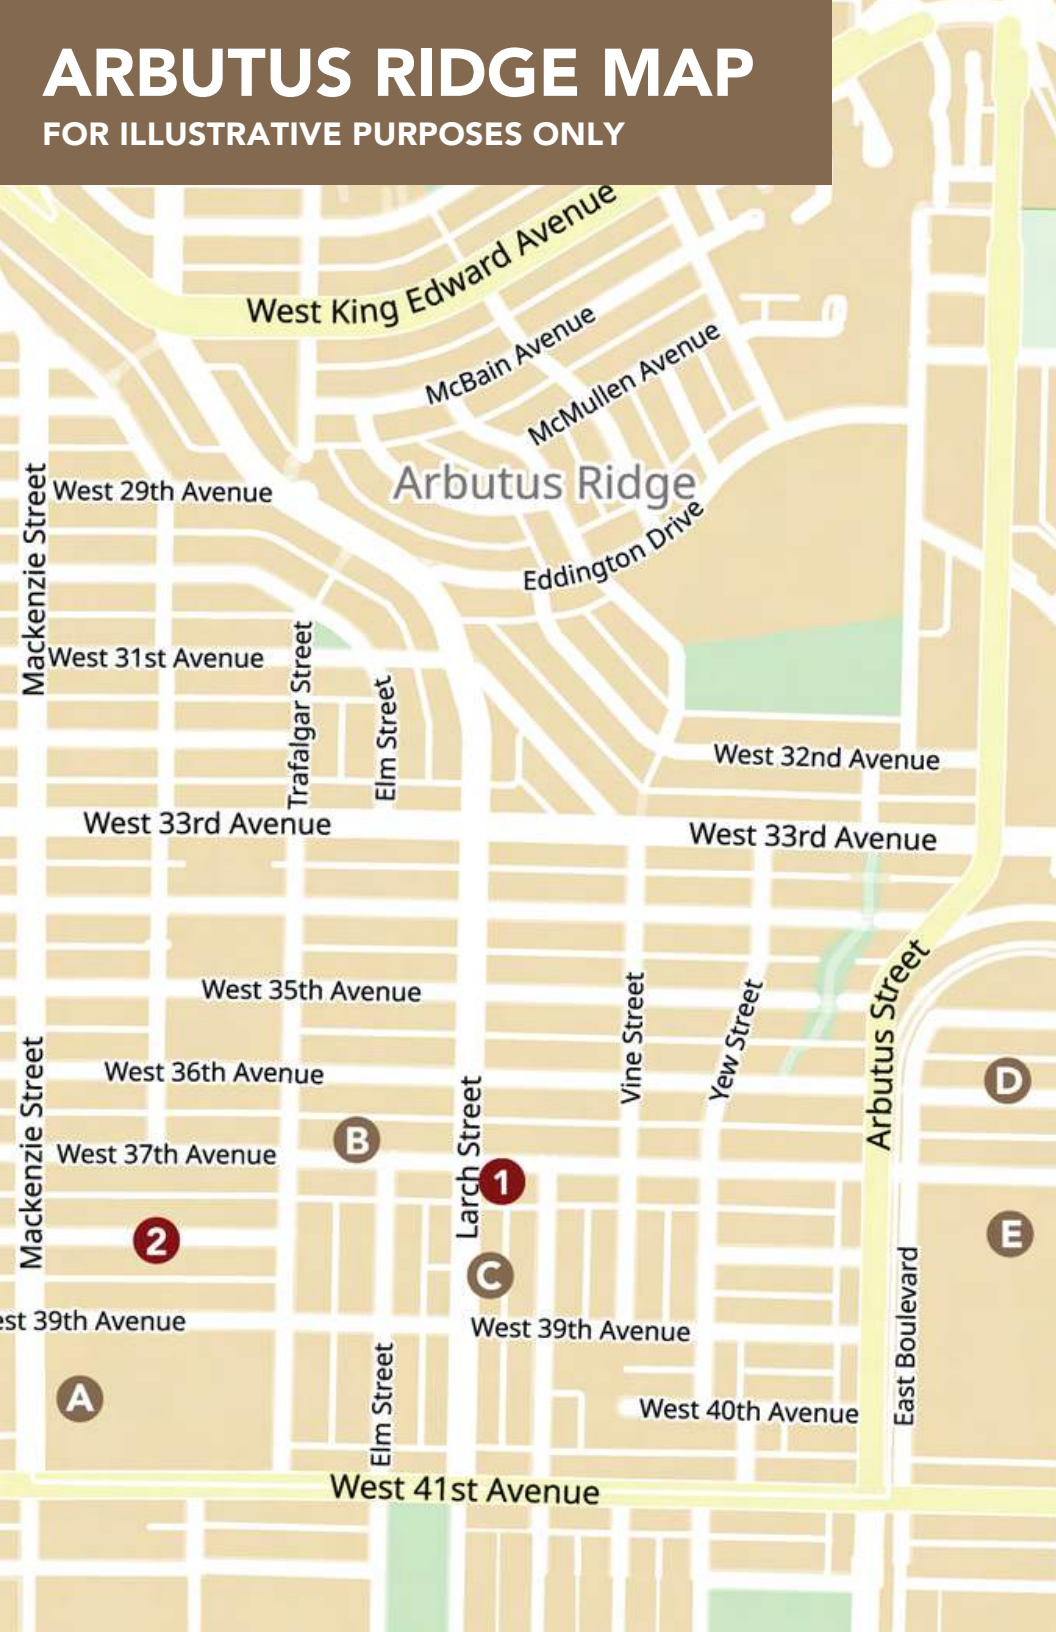 ARBUTUS RIDGE MAP
FOR ILLUSTRATIVE PURPOSES ONLY
West King Edward Avenue
McBain Avenue
McMullen Avenue
Arbutus Ridge
Mackenzie Street
West 29th Avenue
Eddington Drive
West 31st Avenue
Trafalgar Street
Elm Street
West 32nd Avenue
West 33rd Avenue
West 33rd Avenue
Arbutus Street
West 35th Avenue
Vine Street
Yew Street
Mackenzie Street
West 36th Avenue
Larch Street
D
B
West 37th Avenue
1
2
E
C
East Boulevard
est 39th Avenue
West 39th Avenue
A
Elm Street
West 40th Avenue
West 41st Avenue